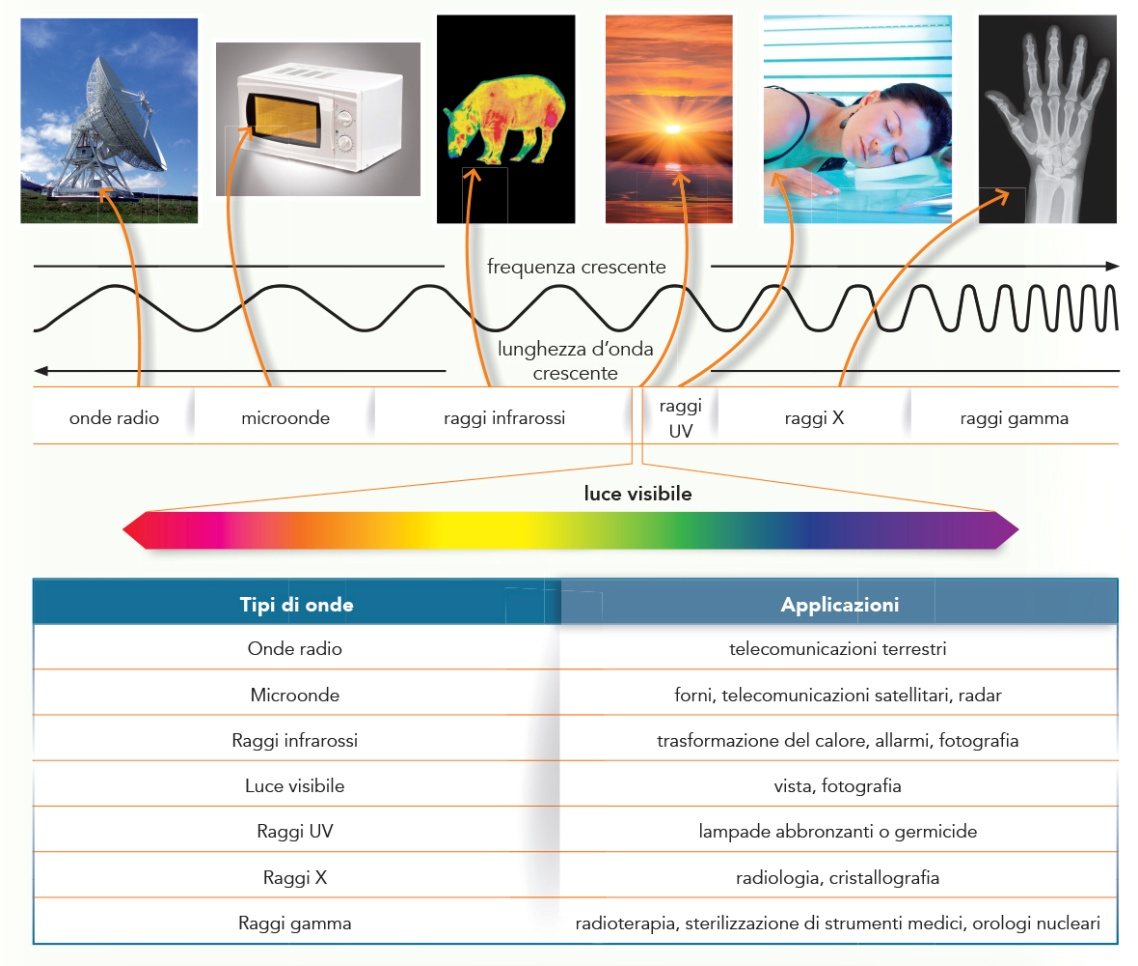 frequenza crescente
lunghezza d'onda
crescente
onde radio
microonde
raggi infrarossi
raggi
UV
raggi X
raggi gamma
luce visibile
Tipi di onde
Applicazioni
Onde radio
telecomunicazioni terrestri
Microonde
forni, telecomunicazioni satellitari, radar
Raggi infrarossi
trasformazione del calore, allarmi, fotografia
Luce visibile
vista, fotografia
Raggi UV
lampade abbronzanti o germicide
Raggi X
radiologia, cristallografia
Raggi gamma
radioterapia, sterilizzazione di strumenti medici, orologi nucleari